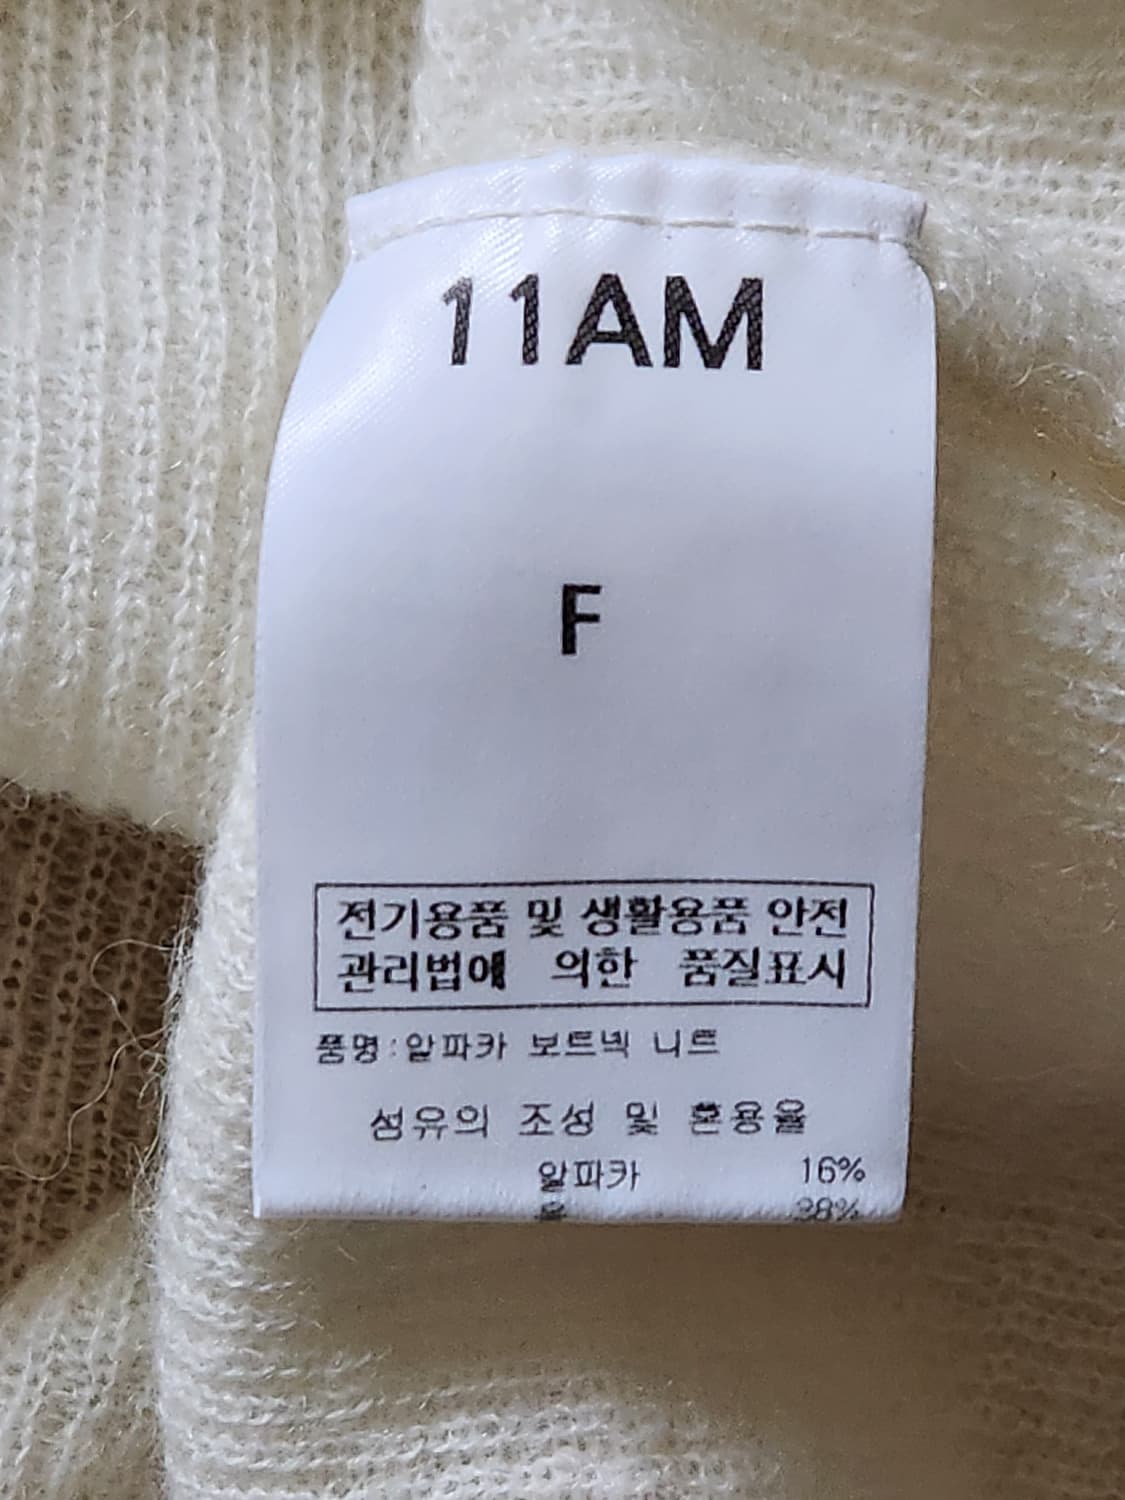 11AM
F
전기용품 및 생활용품 안전
관리법에 의한 품질표시
품명:알파카 보트넥 니트
섬유의 조성 및 혼용율
알파카 16%
울 38%